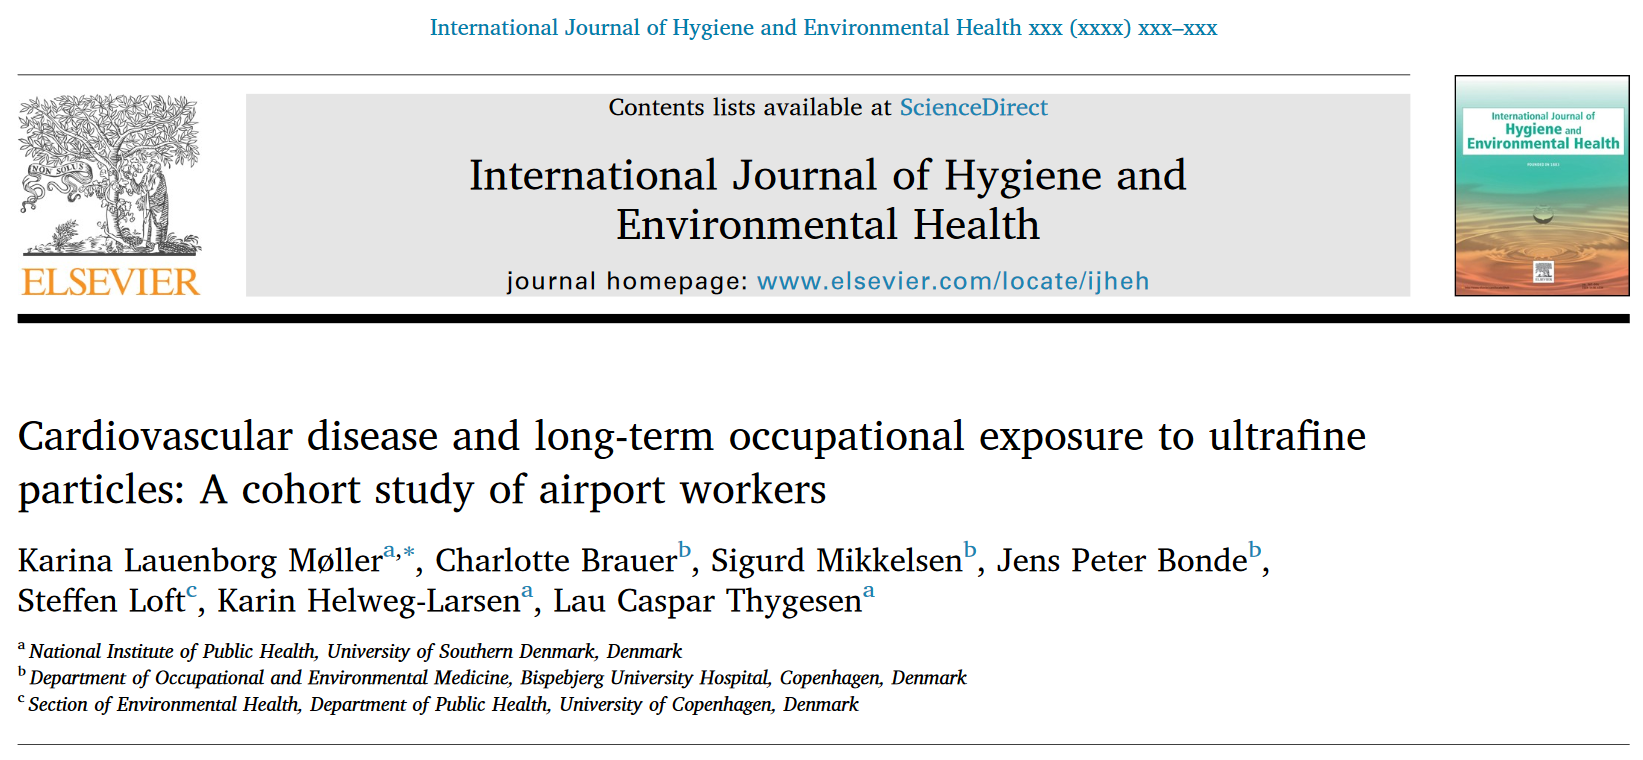 International Journal of Hygiene and Environmental Health xxx (xxxx) xxx–xxx
NON SOLUS
ELSEVIER
Contents lists available at ScienceDirect
International Journal of Hygiene and
Environmental Health
journal homepage: www.elsevier.com/locate/ijheh
International Journal of
Hygiene and
Environmental Health
Cardiovascular disease and long-term occupational exposure to ultrafine
particles: A cohort study of airport workers
Karina Lauenborg Møller^a,*, Charlotte Brauer^b, Sigurd Mikkelsen^b, Jens Peter Bonde^b,
Steffen Loft^c, Karin Helweg-Larsen^a, Lau Caspar Thygesen^a
^a National Institute of Public Health, University of Southern Denmark, Denmark
^b Department of Occupational and Environmental Medicine, Bispebjerg University Hospital, Copenhagen, Denmark
^c Section of Environmental Health, Department of Public Health, University of Copenhagen, Denmark